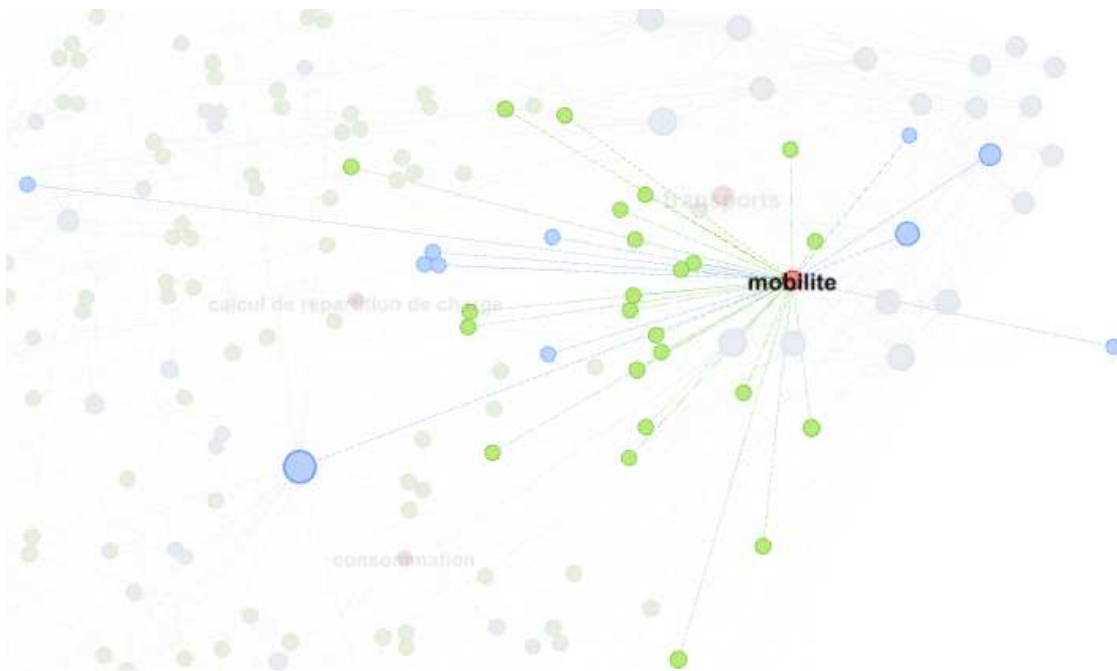 transports
mobilite
calcul de repartition de charge
consommation